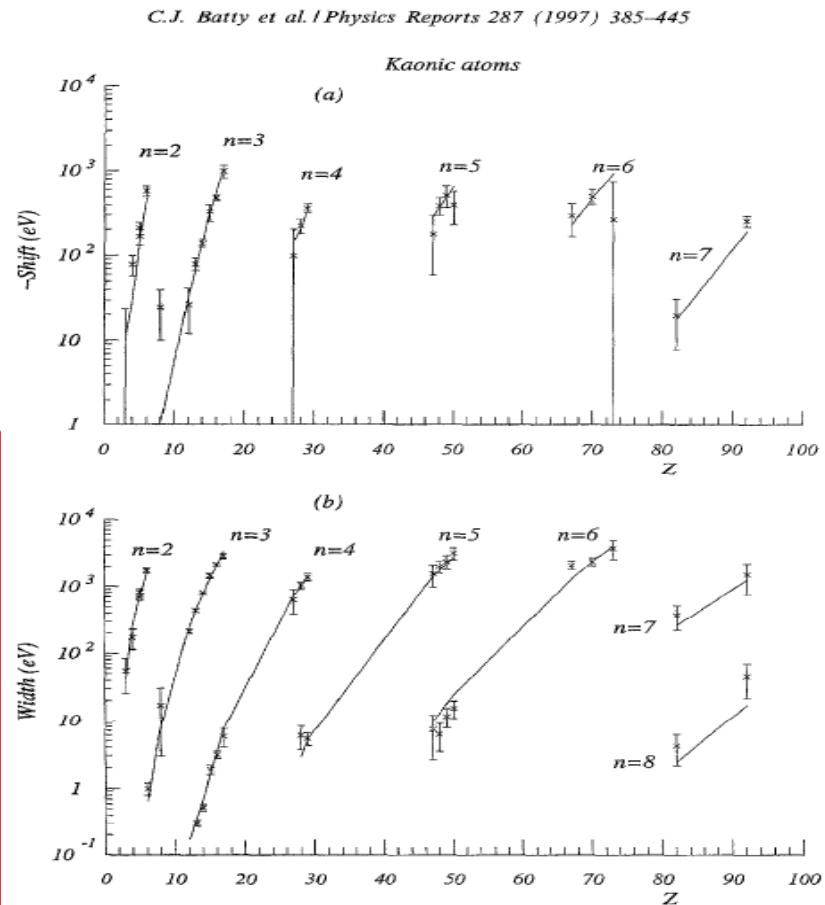 C.J. Batty et al. / Physics Reports 287 (1997) 385–445
Kaonic atoms
(a)
10^4
10^3
10^2
10
1
-Shift (eV)
n=2
n=3
n=4
n=5
n=6
n=7
0 10 20 30 40 50 60 70 80 90 100
Z
(b)
10^4
10^3
10^2
10
1
10^-1
Width (eV)
n=2
n=3
n=4
n=5
n=6
n=7
n=8
0 10 20 30 40 50 60 70 80 90 100
Z